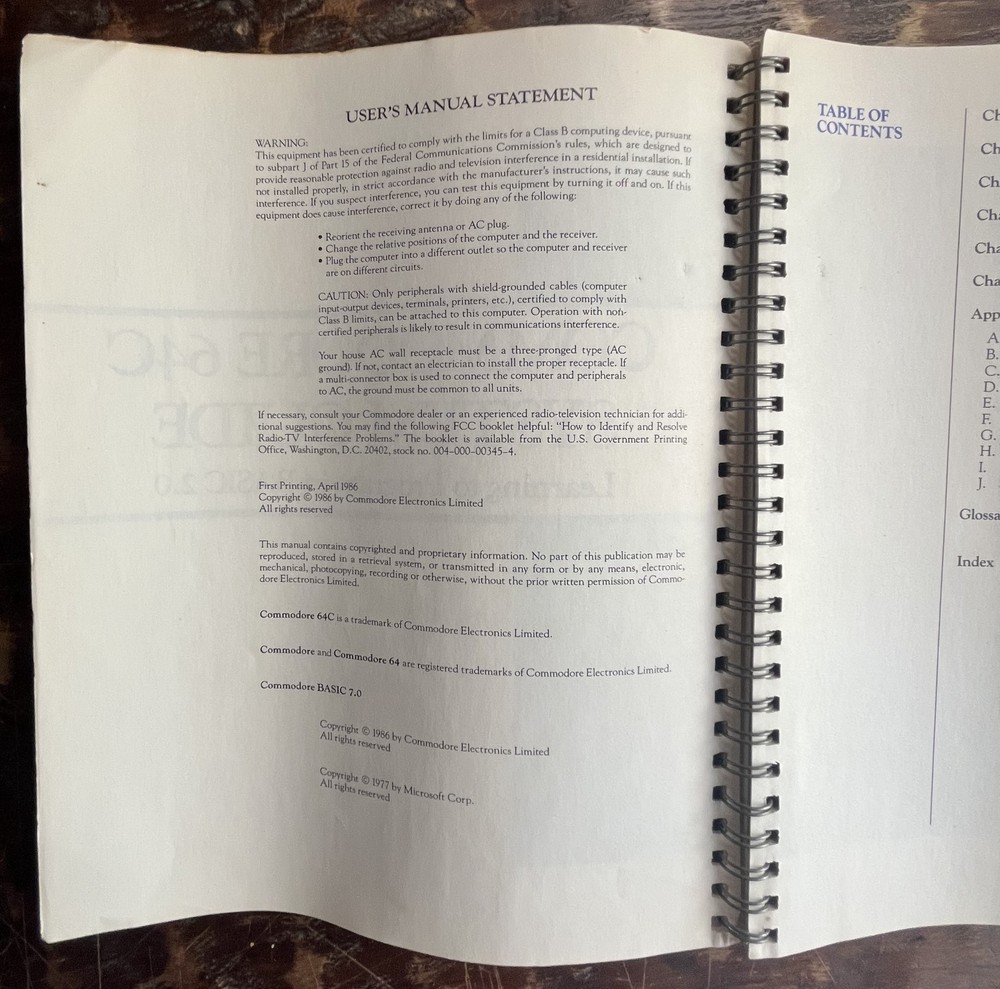 USER'S MANUAL STATEMENT
WARNING:
This equipment has been certified to comply with the limits for a Class B computing device, pursuant
to subpart J of Part 15 of the Federal Communications Commission's rules, which are designed to
provide reasonable protection against radio and television interference in a residential installation. If
not installed properly, in strict accordance with the manufacturer's instructions, it may cause such
interference. If you suspect interference, you can test this equipment by turning it off and on. If this
equipment does cause interference, correct it by doing any of the following:
• Reorient the receiving antenna or AC plug.
• Change the relative positions of the computer and the receiver.
• Plug the computer into a different outlet so the computer and receiver
are on different circuits.
CAUTION: Only peripherals with shield-grounded cables (computer
input-output devices, terminals, printers, etc.), certified to comply with
Class B limits, can be attached to this computer. Operation with non-
certified peripherals is likely to result in communications interference.
Your house AC wall receptacle must be a three-pronged type (AC
ground). If not, contact an electrician to install the proper receptacle. If
a multi-connector box is used to connect the computer and peripherals
to AC, the ground must be common to all units.
If necessary, consult your Commodore dealer or an experienced radio-television technician for addi-
tional suggestions. You may find the following FCC booklet helpful: "How to Identify and Resolve
Radio-TV Interference Problems." The booklet is available from the U.S. Government Printing
Office, Washington, D.C. 20402, stock no. 004-000-00345-4.
First Printing, April 1986
Copyright © 1986 by Commodore Electronics Limited
All rights reserved
This manual contains copyrighted and proprietary information. No part of this publication may be
reproduced, stored in a retrieval system, or transmitted in any form or by any means, electronic,
mechanical, photocopying, recording or otherwise, without the prior written permission of Commo-
dore Electronics Limited.
Commodore 64C is a trademark of Commodore Electronics Limited.
Commodore and Commodore 64 are registered trademarks of Commodore Electronics Limited.
Commodore BASIC 7.0
Copyright © 1986 by Commodore Electronics Limited
All rights reserved
Copyright © 1977 by Microsoft Corp.
All rights reserved
TABLE OF
CONTENTS
Ch
Ch
Ch
Cha
Cha
Cha
App
A
B.
C.
D.
E.
F.
G.
H.
I.
J.
Glossa
Index